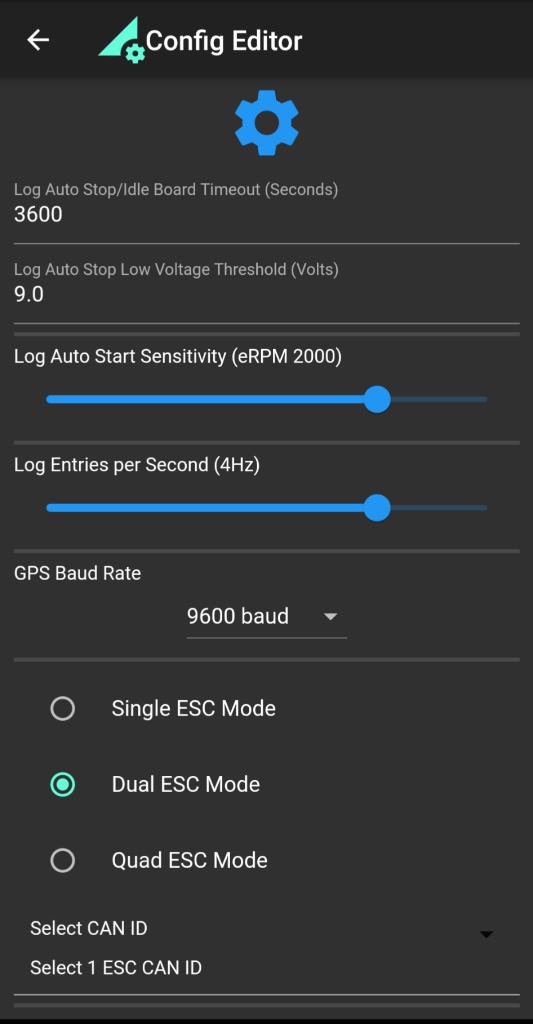 Config Editor
Log Auto Stop/Idle Board Timeout (Seconds)
3600
Log Auto Stop Low Voltage Threshold (Volts)
9.0
Log Auto Start Sensitivity (eRPM 2000)
Log Entries per Second (4Hz)
GPS Baud Rate
9600 baud
Single ESC Mode
Dual ESC Mode
Quad ESC Mode
Select CAN ID
Select 1 ESC CAN ID